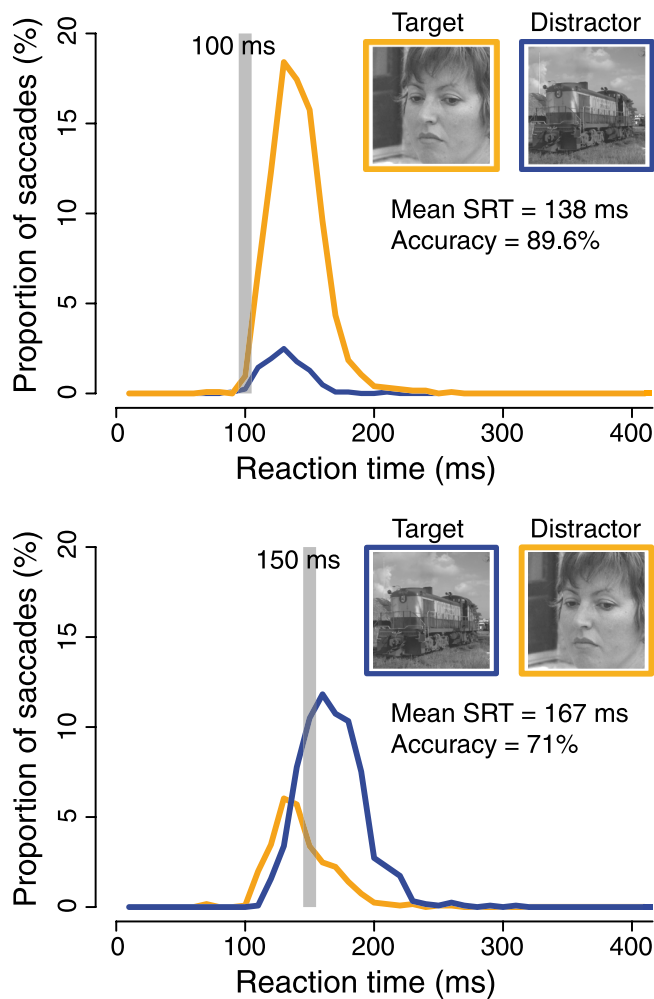 Target Distractor
20
100 ms
15
10
5
0
Proportion of saccades (%)
Mean SRT = 138 ms
Accuracy = 89.6%
0 100 200 300 400
Reaction time (ms)
Target Distractor
20
150 ms
15
10
5
0
Proportion of saccades (%)
Mean SRT = 167 ms
Accuracy = 71%
0 100 200 300 400
Reaction time (ms)